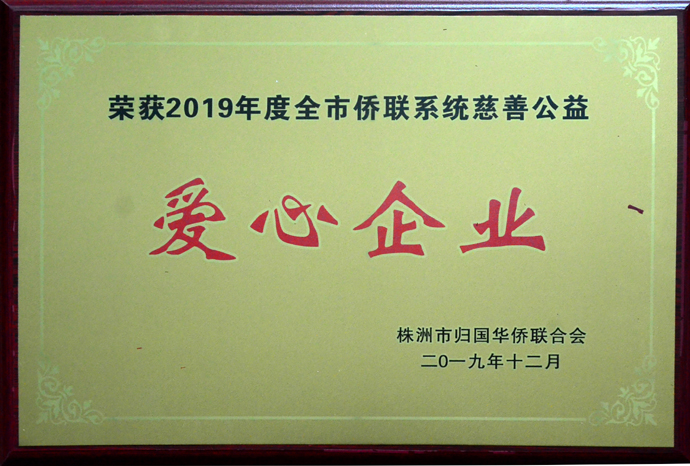 荣获2019年度全市侨联系统慈善公益
爱心企业
株洲市归国华侨联合会
二0一九年十二月